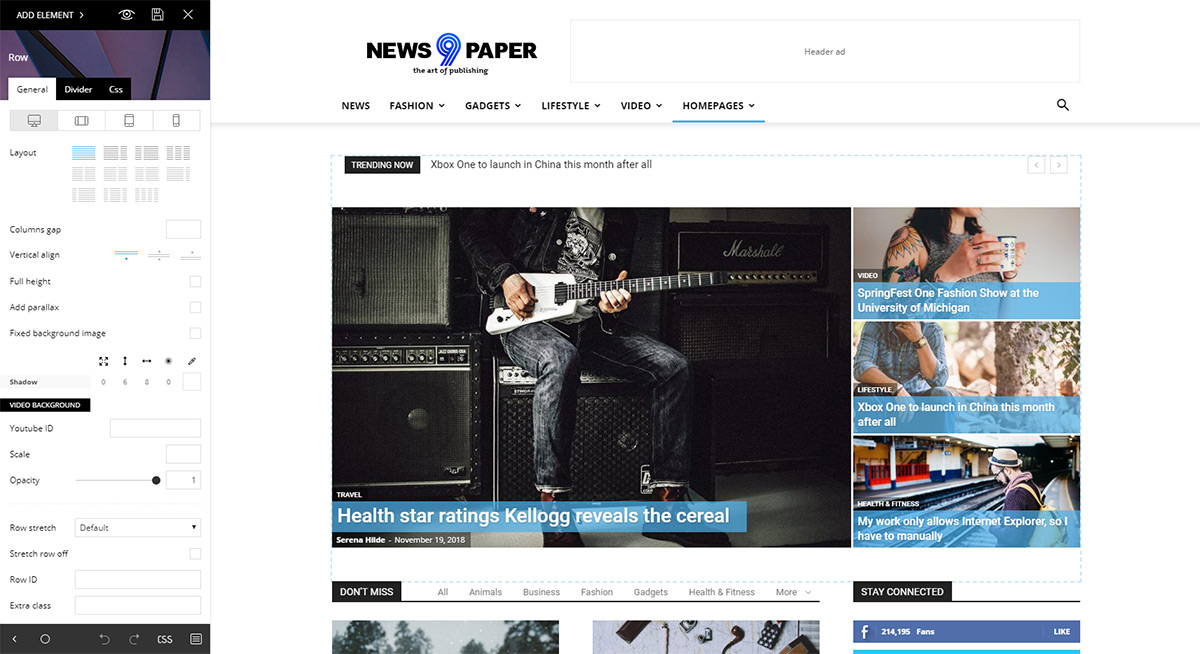 ADD ELEMENT
Row
General Divider Css
Layout
Columns gap
Vertical align
Full height
Add parallax
Fixed background image
Shadow 0 6 8 0
VIDEO BACKGROUND
Youtube ID
Scale
Opacity 1
Row stretch Default
Stretch row off
Row ID
Extra class
CSS
NEWS 9 PAPER
the art of publishing
Header ad
NEWS FASHION GADGETS LIFESTYLE VIDEO HOMEPAGES
TRENDING NOW Xbox One to launch in China this month after all
Marshall
TRAVEL
Health star ratings Kellogg reveals the cereal
Serena Hilde - November 19, 2018
VIDEO
SpringFest One Fashion Show at the
University of Michigan
LIFESTYLE
Xbox One to launch in China this month
after all
HEALTH & FITNESS
My work only allows Internet Explorer, so I
have to manually
DON'T MISS All Animals Business Fashion Gadgets Health & Fitness More
STAY CONNECTED
214,195 Fans LIKE